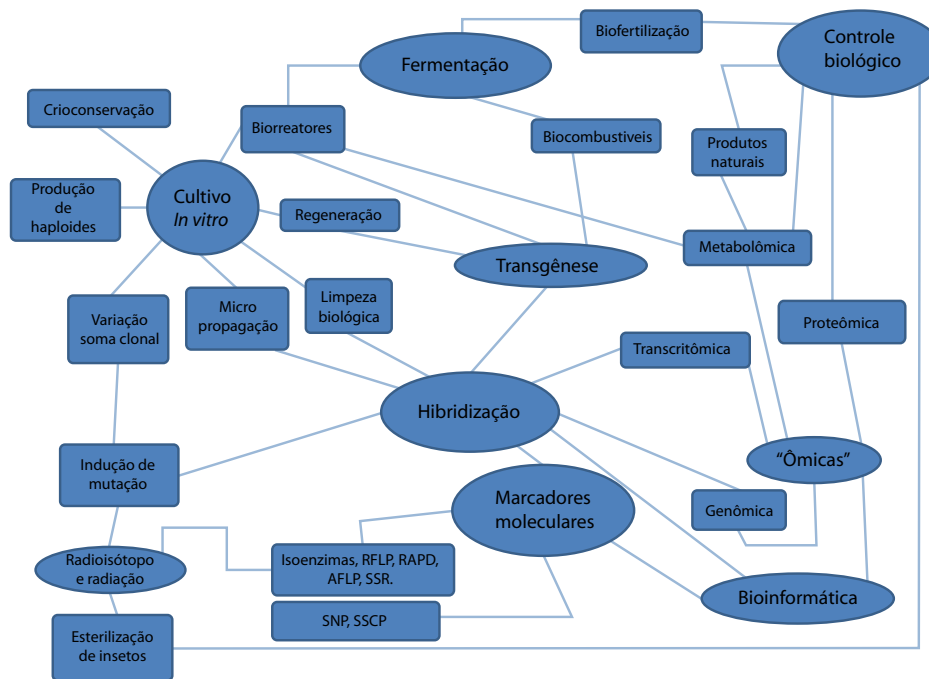 Biofertilização
Controle
biológico
Fermentação
Crioconservação
Biorreatores
Biocombustiveis
Produtos
naturais
Produção
de
haploides
Cultivo
In vitro
Regeneração
Metabolômica
Transgênese
Variação
soma clonal
Micro
propagação
Limpeza
biológica
Proteômica
Transcritômica
Hibridização
Indução de
mutação
“Ômicas”
Marcadores
moleculares
Genômica
Radioisótopo
e radiação
Isoenzimas, RFLP, RAPD,
AFLP, SSR.
Bioinformática
SNP, SSCP
Esterilização
de insetos